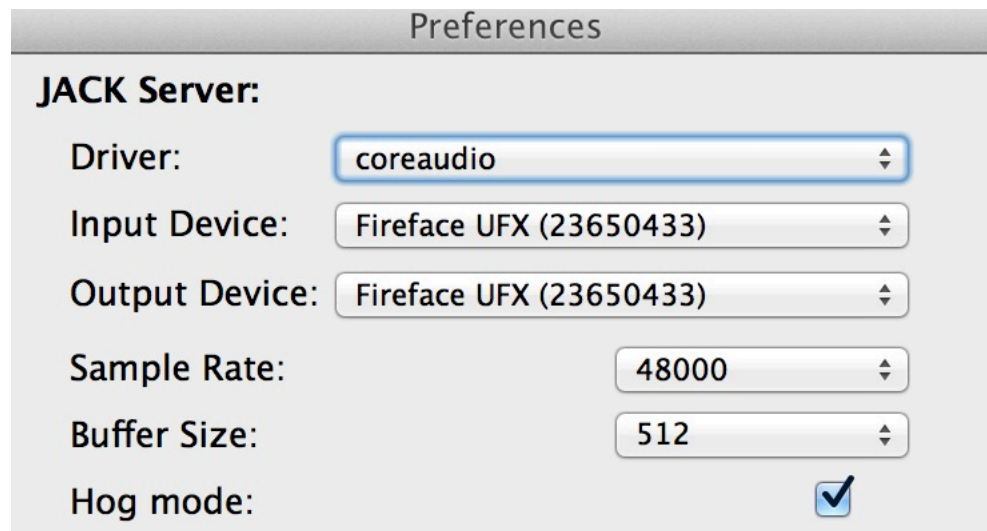 Preferences
JACK Server:
Driver: coreaudio
Input Device: Fireface UFX (23650433)
Output Device: Fireface UFX (23650433)
Sample Rate: 48000
Buffer Size: 512
Hog mode: